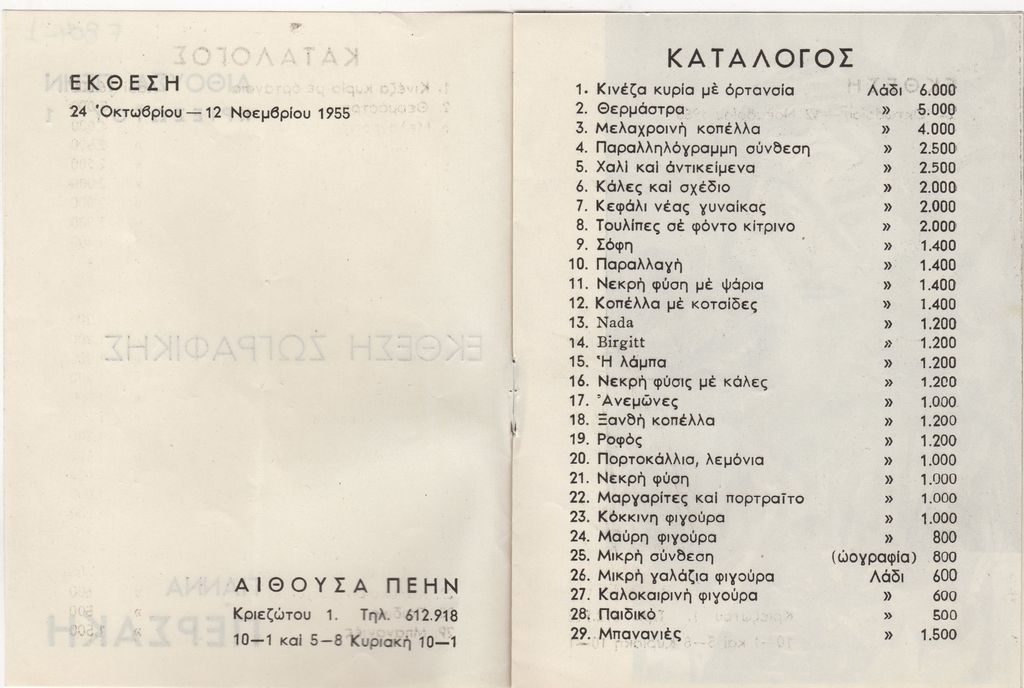 ΕΚΘΕΣΗ
24 Ὀκτωβρίου — 12 Νοεμβρίου 1955
ΑΙΘΟΥΣΑ ΠΕΗΝ
Κριεζώτου 1. Τηλ. 612.918
10—1 καὶ 5—8 Κυριακὴ 10—1
ΚΑΤΑΛΟΓΟΣ
1. Κινέζα κυρία μὲ ὁρτανσία Λάδι 6.000
2. Θερμάστρα » 5.000
3. Μελαχροινὴ κοπέλλα » 4.000
4. Παραλληλόγραμμη σύνθεση » 2.500
5. Χαλὶ καὶ ἀντικείμενα » 2.500
6. Κάλες καὶ σχέδιο » 2.000
7. Κεφάλι νέας γυναίκας » 2.000
8. Τουλίπες σὲ φόντο κίτρινο » 2.000
9. Σόφη » 1.400
10. Παραλλαγὴ » 1.400
11. Νεκρὴ φύση μὲ ψάρια » 1.400
12. Κοπέλλα μὲ κοτσίδες » 1.400
13. Nada » 1.200
14. Birgitt » 1.200
15. Ἡ λάμπα » 1.200
16. Νεκρὴ φύσις μὲ κάλες » 1.200
17. Ἀνεμῶνες » 1.000
18. Ξανθὴ κοπέλλα » 1.200
19. Ροφὸς » 1.200
20. Πορτοκάλλια, λεμόνια » 1.000
21. Νεκρὴ φύση » 1.000
22. Μαργαρίτες καὶ πορτραῖτο » 1.000
23. Κόκκινη φιγούρα » 1.000
24. Μαύρη φιγούρα » 800
25. Μικρὴ σύνθεση (ὠογραφία) 800
26. Μικρὴ γαλάζια φιγούρα Λάδι 600
27. Καλοκαιρινὴ φιγούρα » 600
28. Παιδικὸ » 500
29. Μπανανιὲς » 1.500